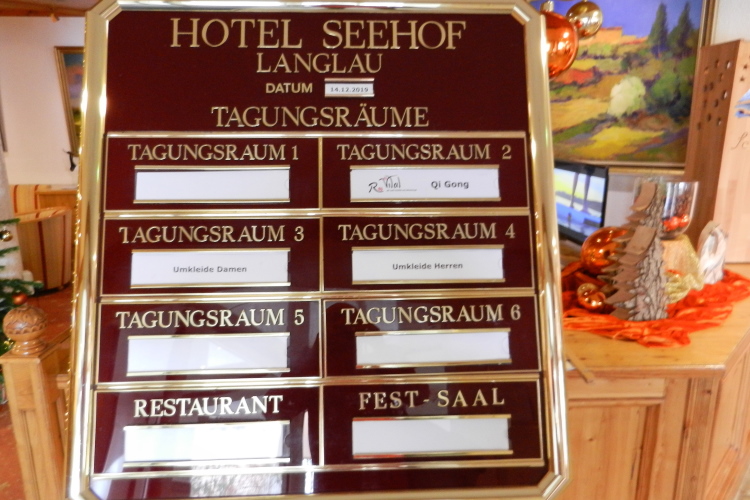 HOTEL SEEHOF
LANGLAU
DATUM 14.12.2019
TAGUNGSRÄUME
TAGUNGSRAUM 1
TAGUNGSRAUM 2
Qi Gong
TAGUNGSRAUM 3
Umkleide Damen
TAGUNGSRAUM 4
Umkleide Herren
TAGUNGSRAUM 5
TAGUNGSRAUM 6
RESTAURANT
FEST-SAAL